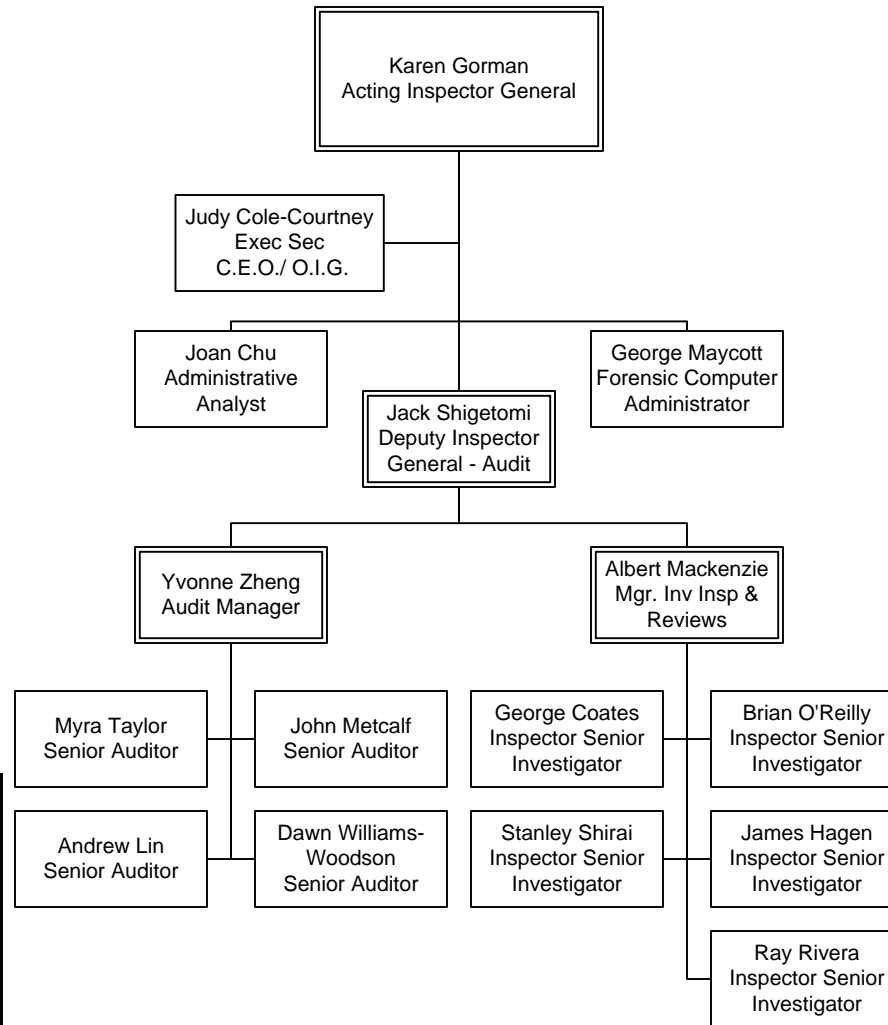 Karen Gorman
Acting Inspector General
Judy Cole-Courtney
Exec Sec
C.E.O./ O.I.G.
Joan Chu
Administrative
Analyst
George Maycott
Forensic Computer
Administrator
Jack Shigetomi
Deputy Inspector
General - Audit
Yvonne Zheng
Audit Manager
Albert Mackenzie
Mgr. Inv Insp &
Reviews
Myra Taylor
Senior Auditor
John Metcalf
Senior Auditor
George Coates
Inspector Senior
Investigator
Brian O'Reilly
Inspector Senior
Investigator
Andrew Lin
Senior Auditor
Dawn Williams-
Woodson
Senior Auditor
Stanley Shirai
Inspector Senior
Investigator
James Hagen
Inspector Senior
Investigator
Ray Rivera
Inspector Senior
Investigator